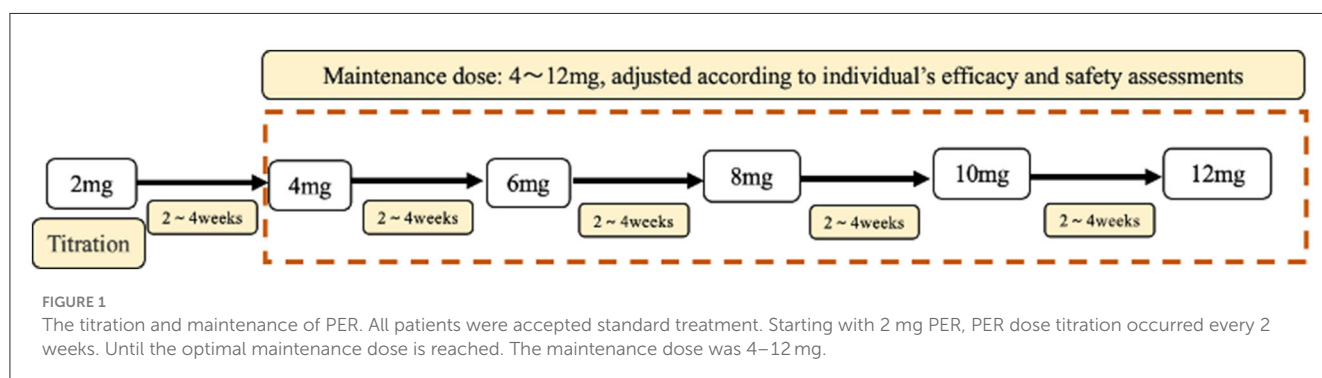 Maintenance dose: 4~12mg, adjusted according to individual's efficacy and safety assessments
2mg
4mg
6mg
8mg
10mg
12mg
2 ~ 4weeks
2 ~ 4weeks
2 ~ 4weeks
2 ~ 4weeks
2 ~ 4weeks
Titration
FIGURE 1
The titration and maintenance of PER. All patients were accepted standard treatment. Starting with 2 mg PER, PER dose titration occurred every 2
weeks. Until the optimal maintenance dose is reached. The maintenance dose was 4–12 mg.